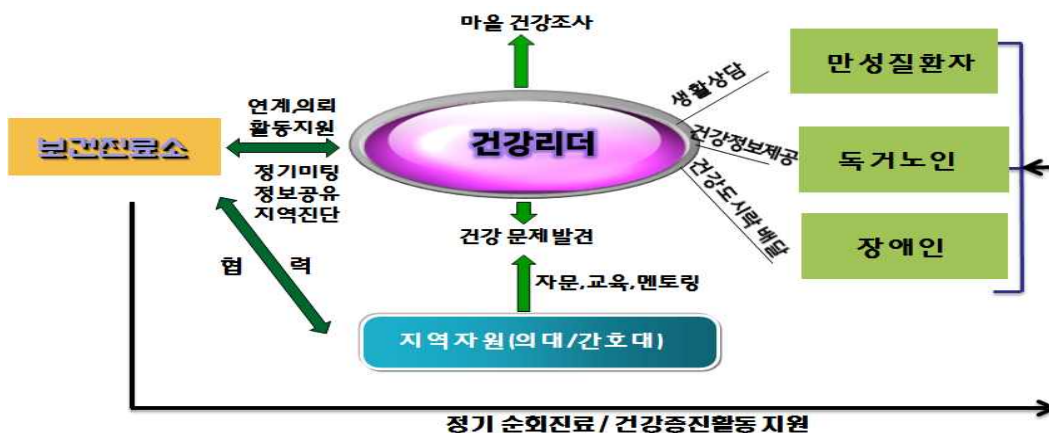 마을 건강조사
만성질환자
생활상담
연계,의뢰
활동지원
건강리더
보건진료소
건강정보제공
독거노인
정기미팅
정보공유
지역진단
건강도시락 배달
건강 문제 발견
장애인
협 력
자문,교육,멘토링
지역자원(의대/간호대)
정기 순회진료 / 건강증진활동 지원